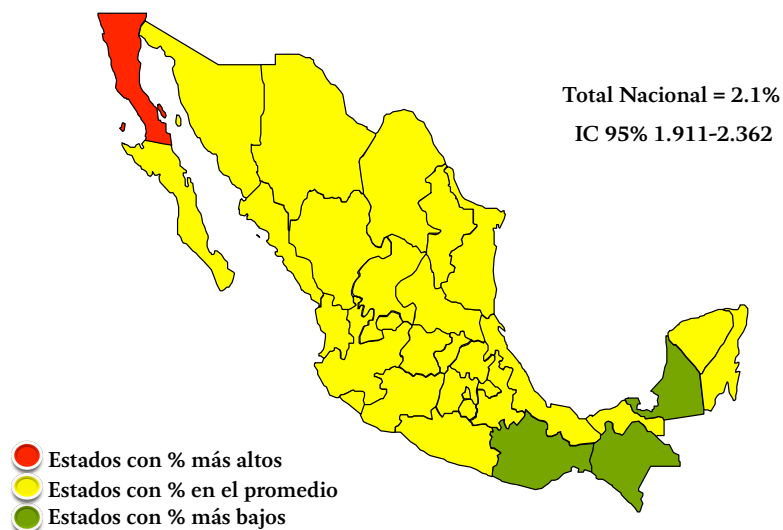 Total Nacional = 2.1%
IC 95% 1.911-2.362
Estados con % más altos
Estados con % en el promedio
Estados con % más bajos